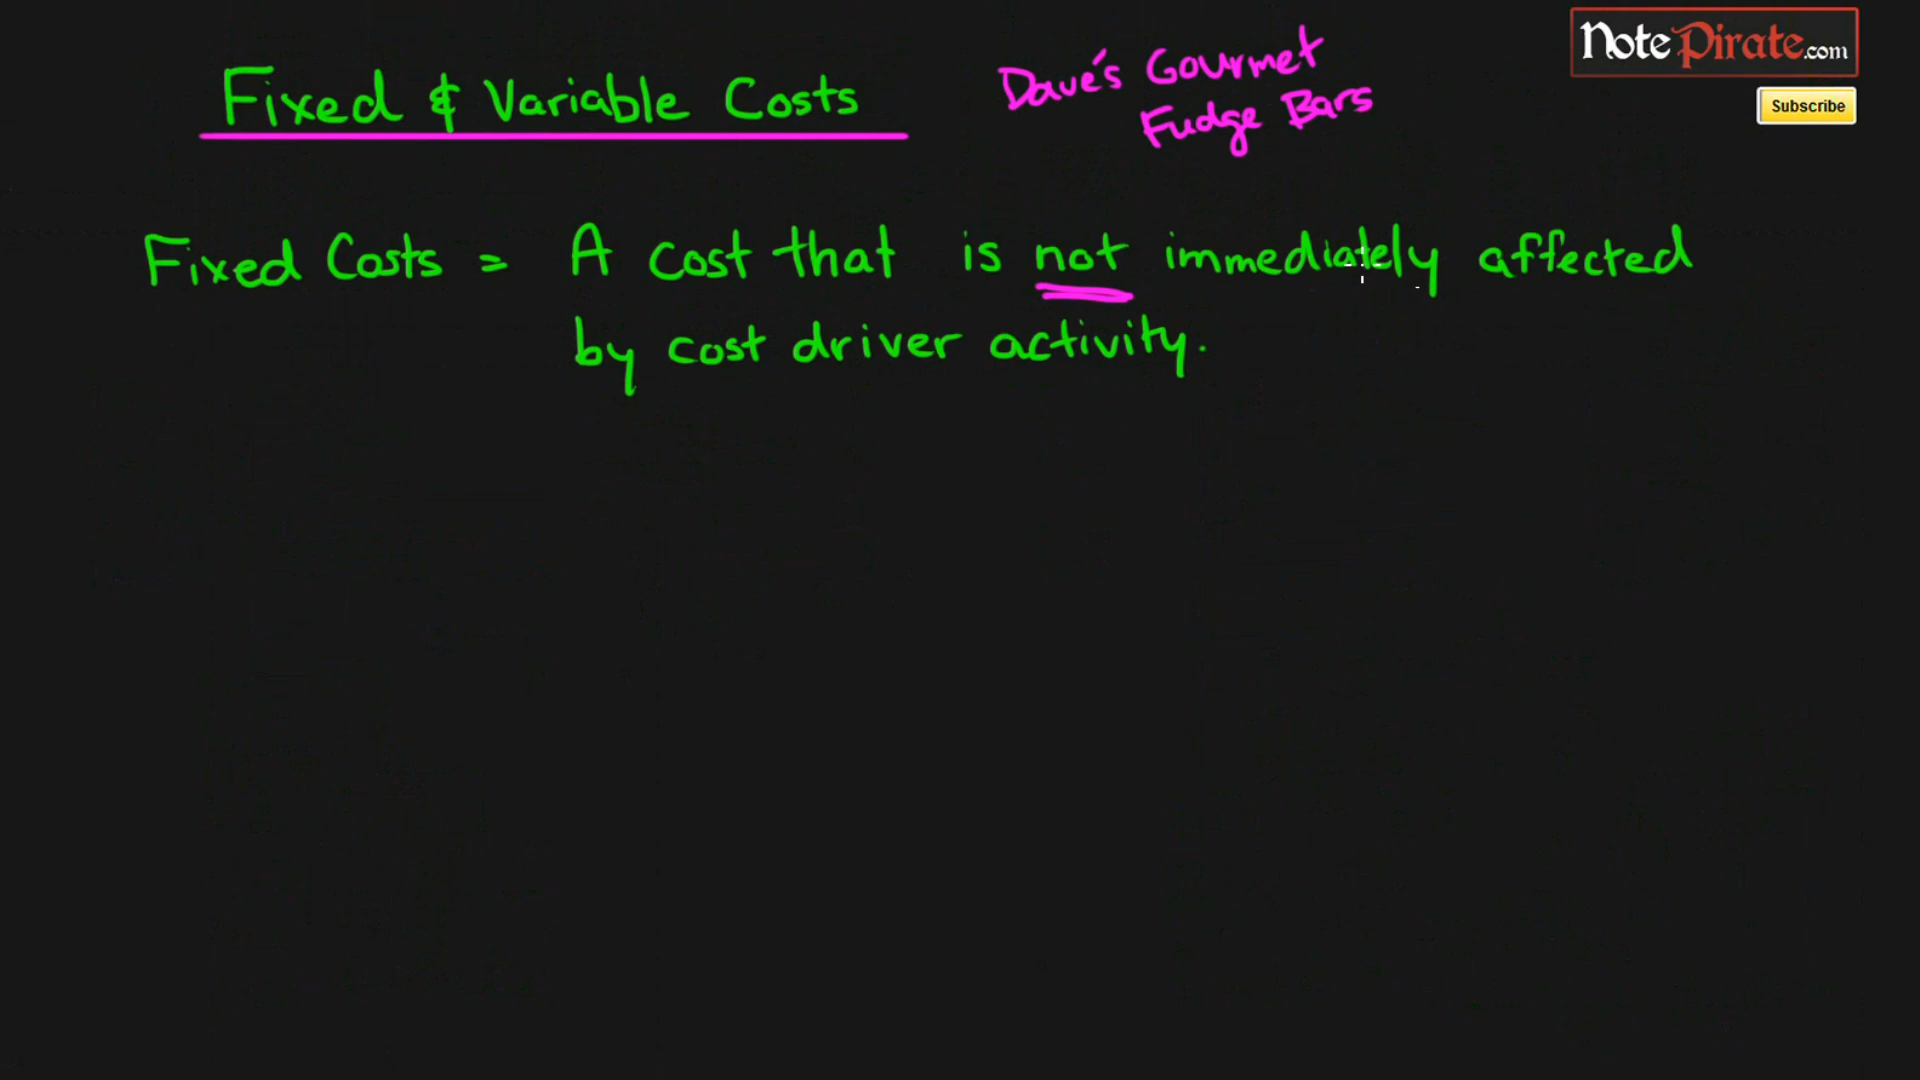 Fixed & Variable Costs
Dave's Gourmet
Fudge Bars
NotePirate.com
Subscribe
Fixed Costs = A cost that is not immediately affected
by cost driver activity.